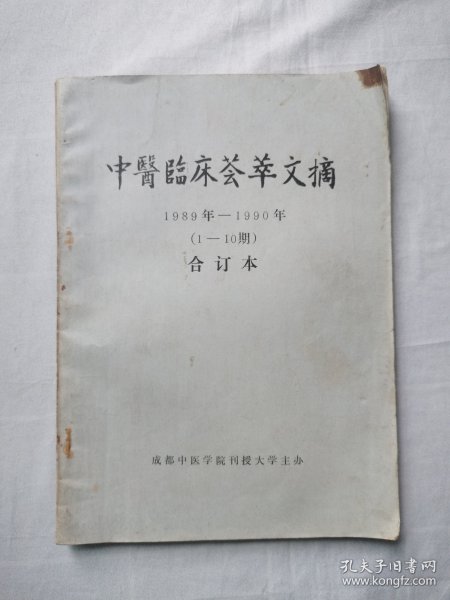 中醫臨床荟萃文摘
1989年—1990年
(1—10期)
合订本
成都中医学院刊授大学主办
孔夫子旧书网
www.kongfz.com